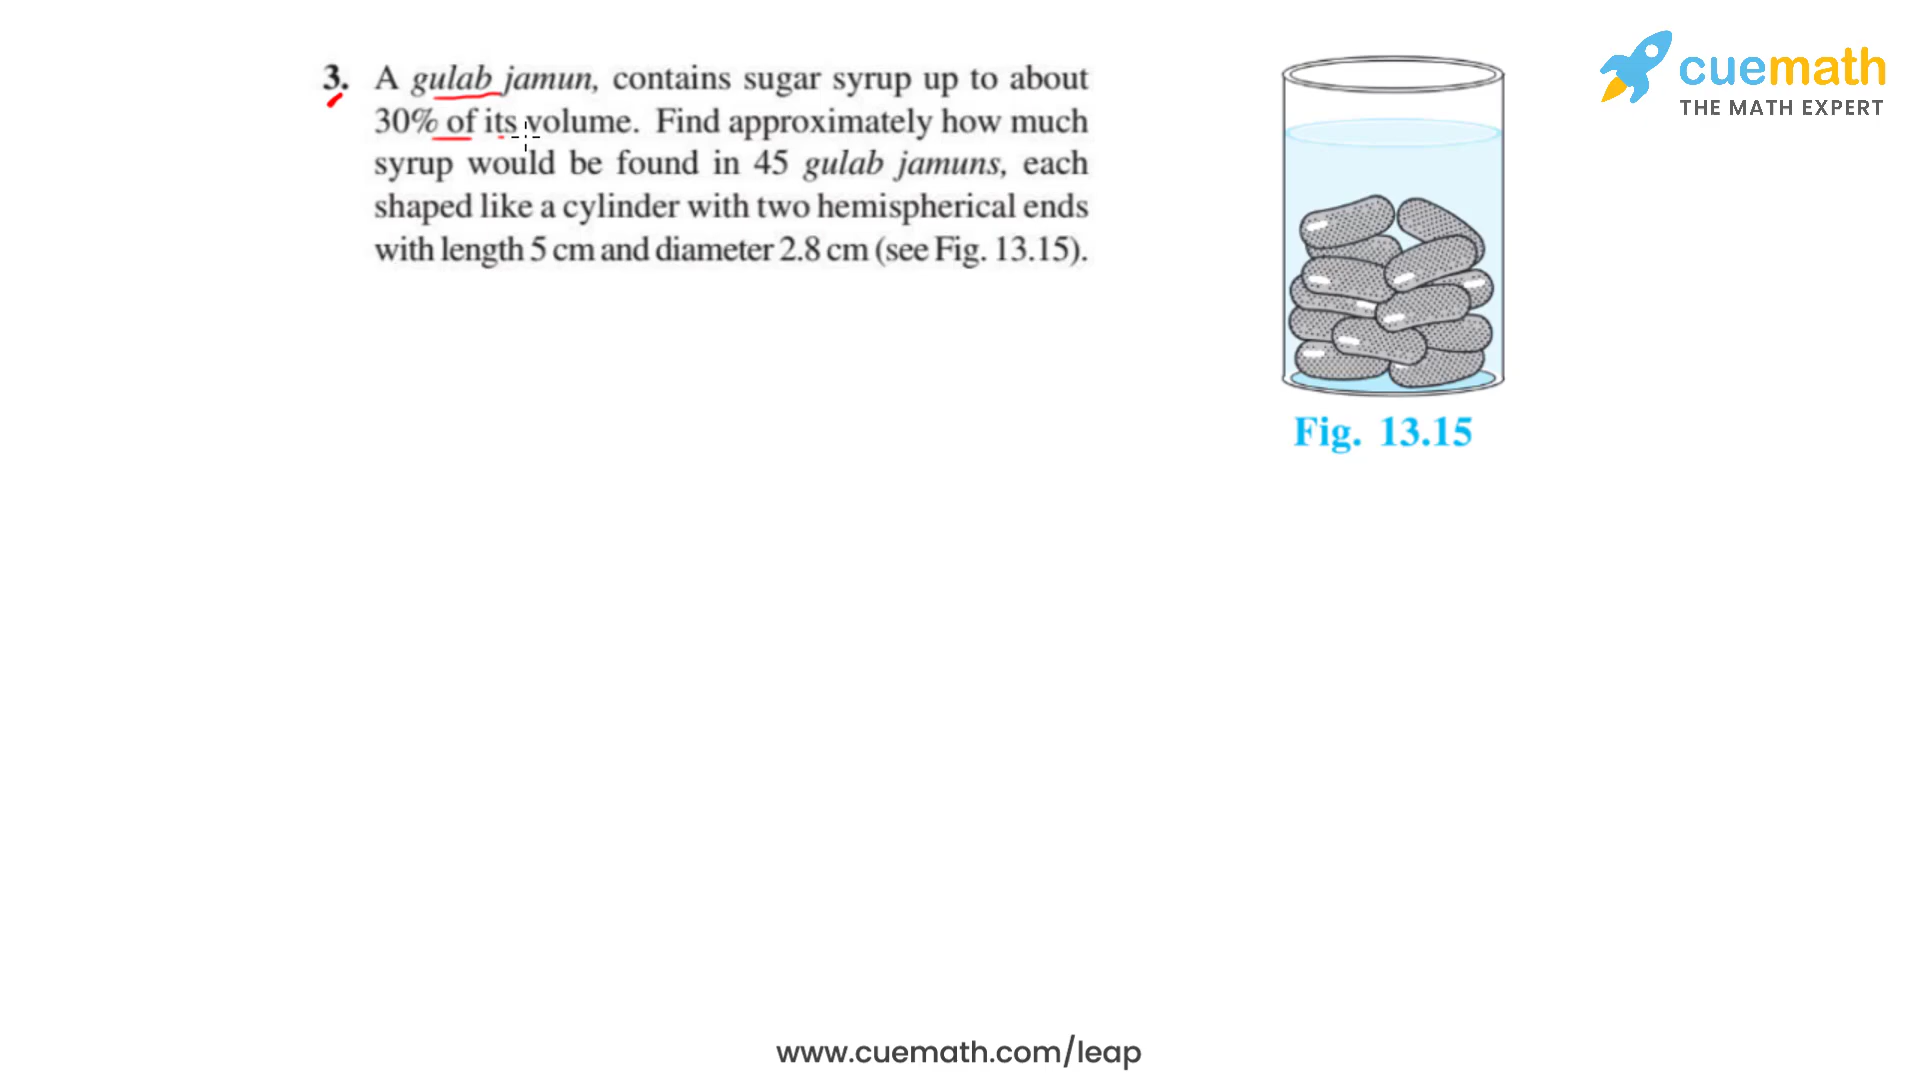 3. A gulab jamun, contains sugar syrup up to about
30% of its volume. Find approximately how much
syrup would be found in 45 gulab jamuns, each
shaped like a cylinder with two hemispherical ends
with length 5 cm and diameter 2.8 cm (see Fig. 13.15).
Fig. 13.15
cuemath
THE MATH EXPERT
www.cuemath.com/leap